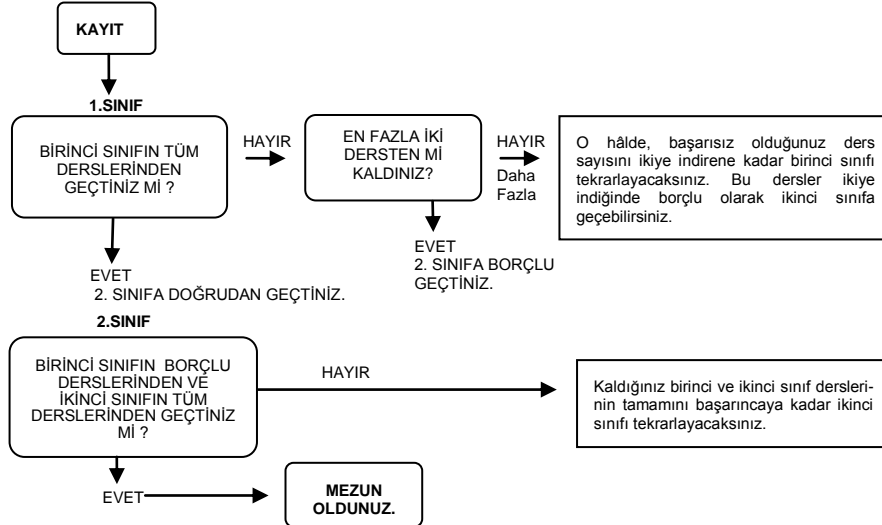 KAYIT
1.SINIF
BİRİNCİ SINIFIN TÜM
DERSLERİNDEN
GEÇTİNİZ Mİ ?
HAYIR
EN FAZLA İKİ
DERSTEN Mİ
KALDINIZ?
HAYIR
Daha
Fazla
O hâlde, başarısız olduğunuz ders
sayısını ikiye indirene kadar birinci sınıfı
tekrarlayacaksınız. Bu dersler ikiye
indiğinde borçlu olarak ikinci sınıfa
geçebilirsiniz.
EVET
2. SINIFA BORÇLU
GEÇTİNİZ.
EVET
2. SINIFA DOĞRUDAN GEÇTİNİZ.
2.SINIF
BİRİNCİ SINIFIN BORÇLU
DERSLERİNDEN VE
İKİNCİ SINIFIN TÜM
DERSLERİNDEN GEÇTİNİZ
Mİ ?
HAYIR
Kaldığınız birinci ve ikinci sınıf dersleri-
nin tamamını başarıncaya kadar ikinci
sınıfı tekrarlayacaksınız.
EVET
MEZUN
OLDUNUZ.